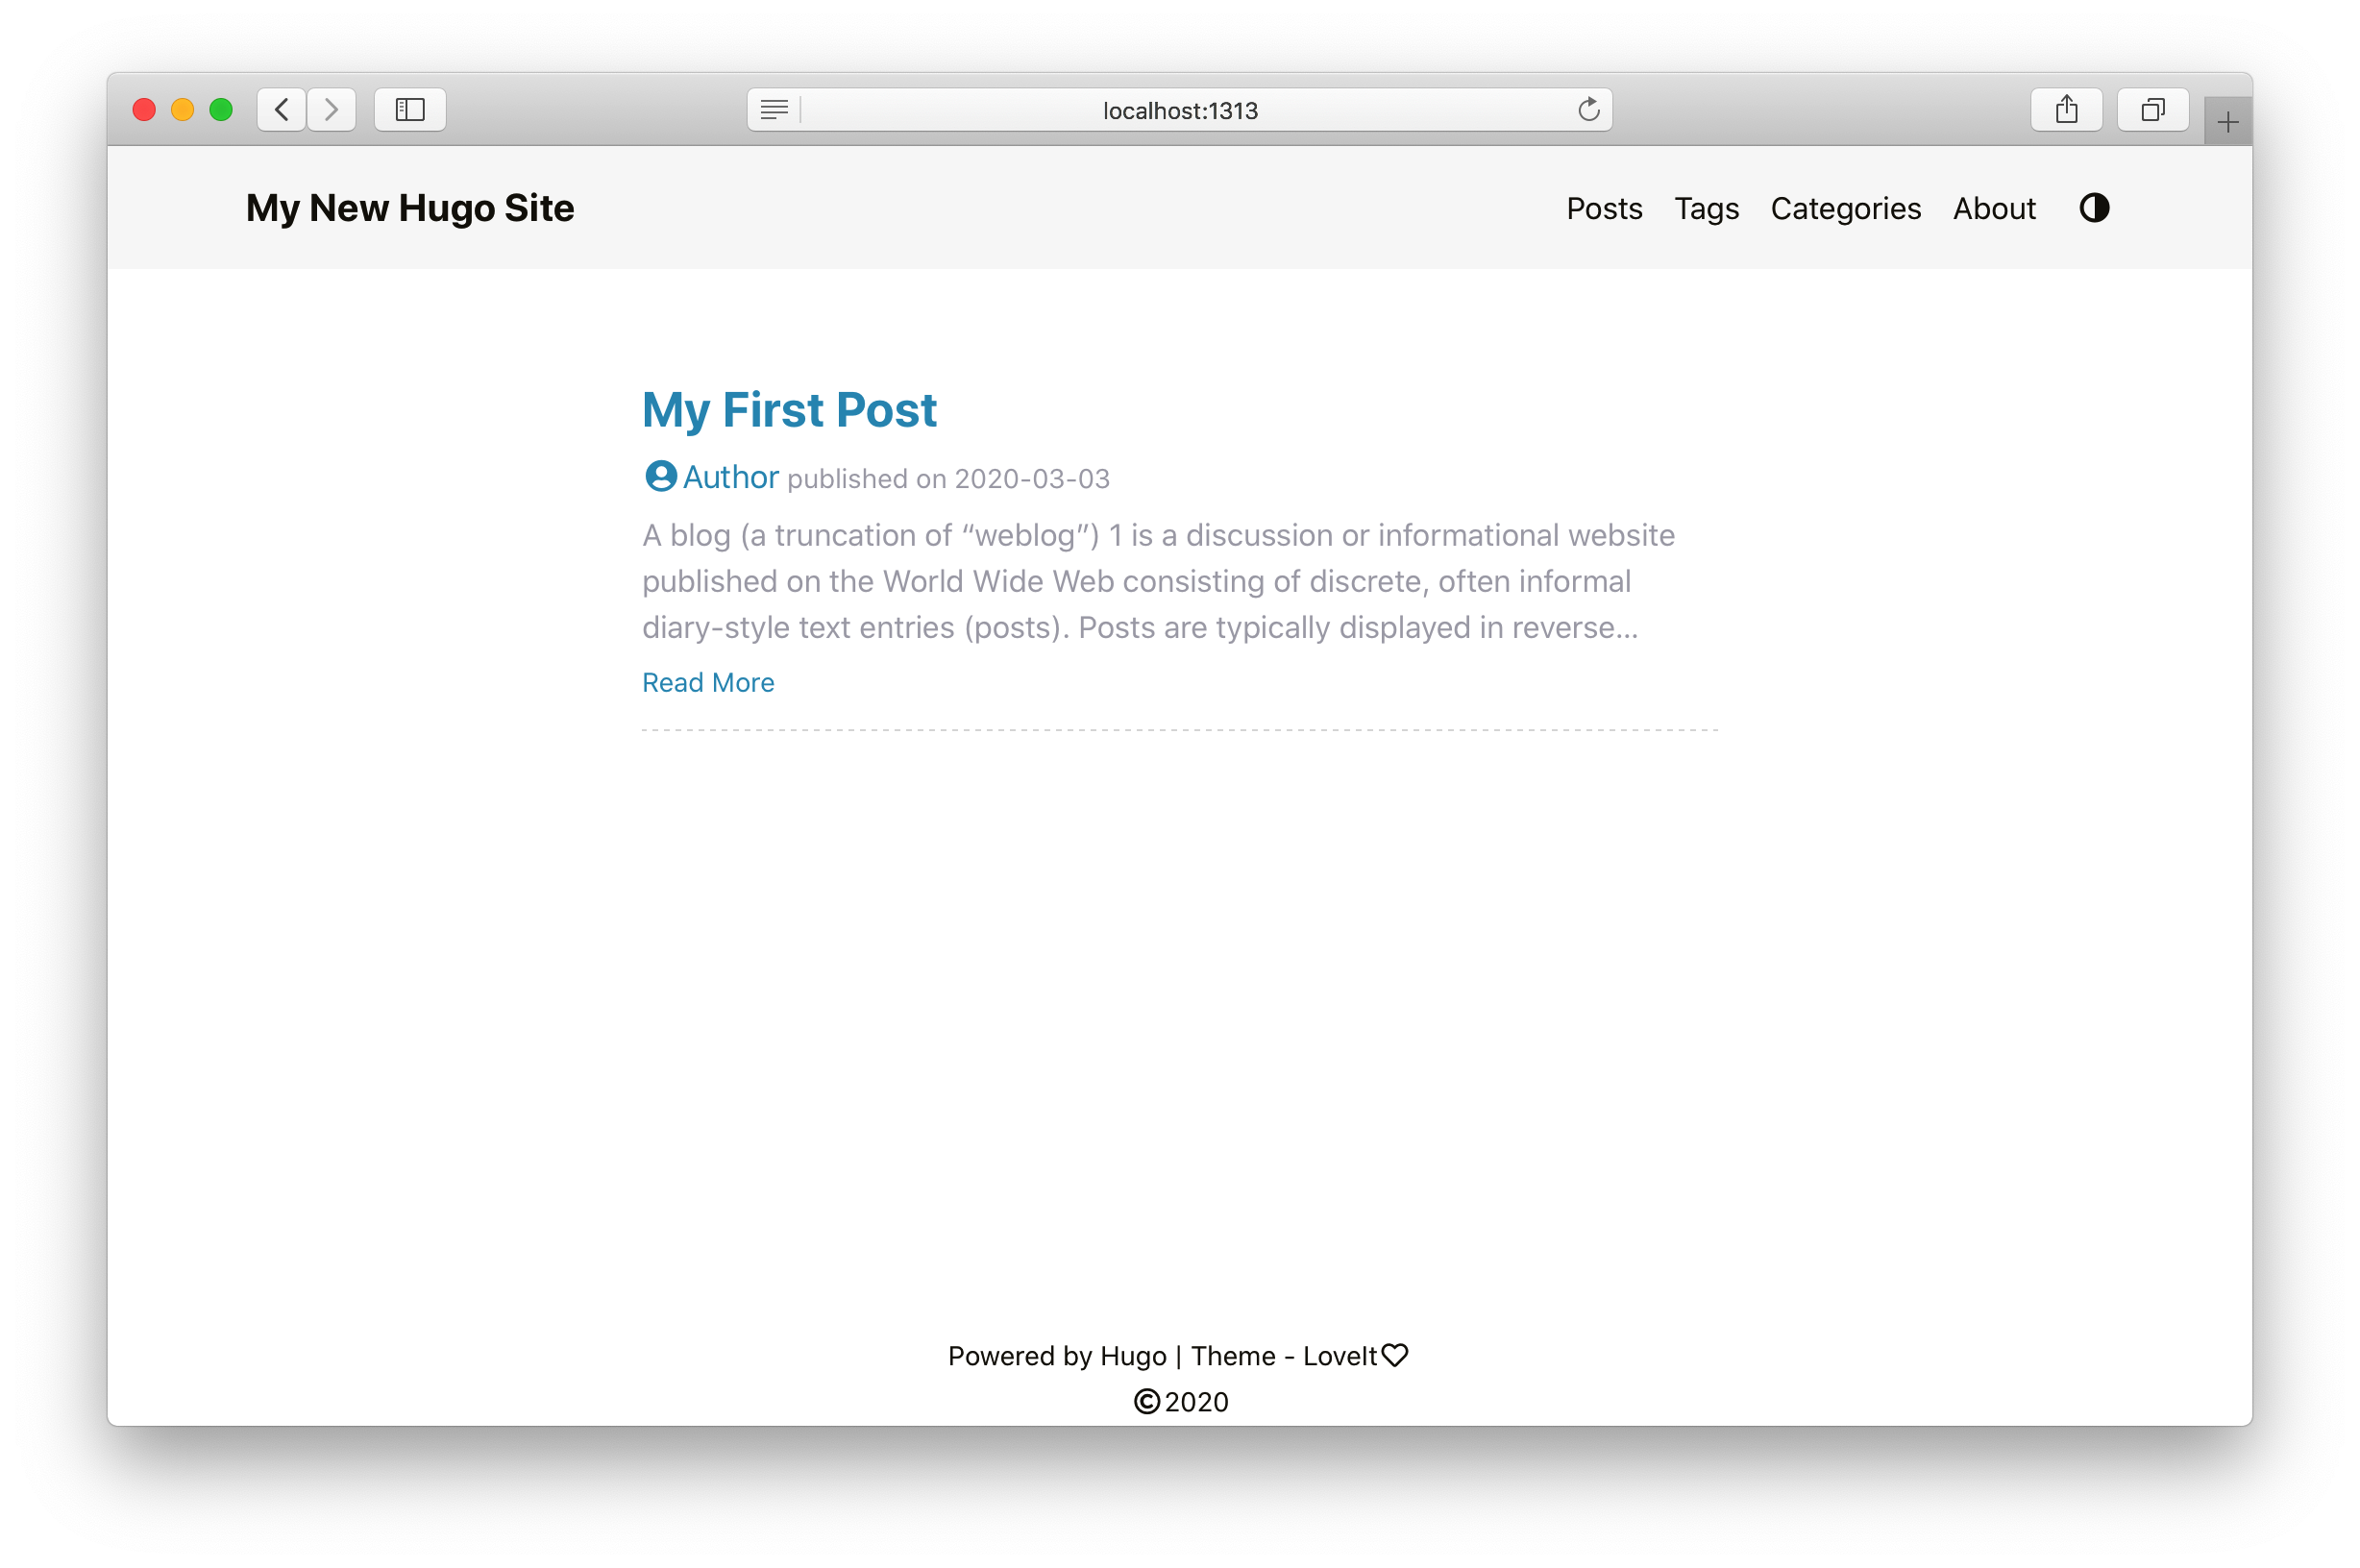 localhost:1313
My New Hugo Site
Posts Tags Categories About
My First Post
Author published on 2020-03-03
A blog (a truncation of “weblog”) 1 is a discussion or informational website
published on the World Wide Web consisting of discrete, often informal
diary-style text entries (posts). Posts are typically displayed in reverse...
Read More
Powered by Hugo | Theme - LoveIt
©2020